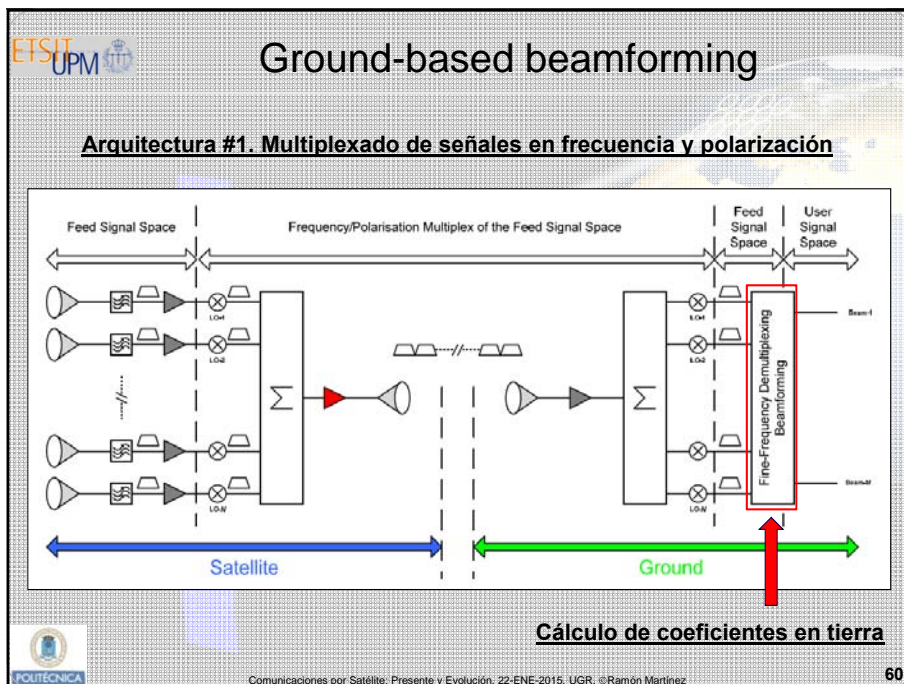 ETSIT
UPM
Ground-based beamforming
Arquitectura #1. Multiplexado de señales en frecuencia y polarización
Feed Signal Space
Frequency/Polarisation Multiplex of the Feed Signal Space
Feed
Signal
Space
User
Signal
Space
LO-1
LO-2
LO-N
Σ
Σ
LO-1
LO-2
LO-N
Fine-Frequency Demultiplexing
Beamforming
Beam-1
Beam-M
Satellite
Ground
Cálculo de coeficientes en tierra
POLITÉCNICA
Comunicaciones por Satélite: Presente y Evolución. 22-ENE-2015. UGR. ©Ramón Martínez
60